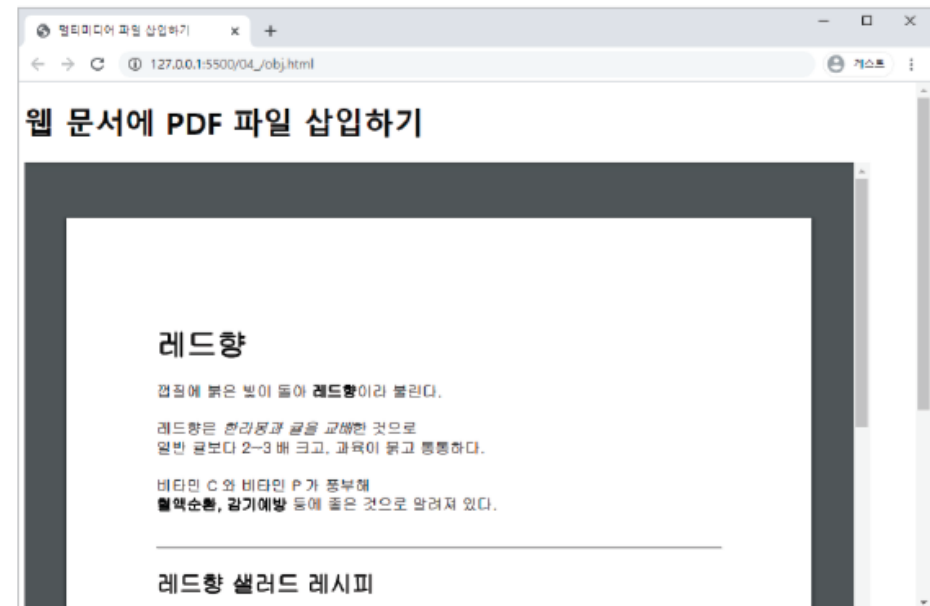 멀티미디어 파일 삽입하기
127.0.0.1:5500/04_/obj.html
게스트
웹 문서에 PDF 파일 삽입하기
레드향
껍질에 붉은 빛이 돌아 레드향이라 불린다.
레드향은 한라봉과 귤을 교배한 것으로
일반 귤보다 2~3 배 크고, 과육이 붉고 통통하다.
비타민 C 와 비타민 P 가 풍부해
혈액순환, 감기예방 등에 좋은 것으로 알려져 있다.
레드향 샐러드 레시피